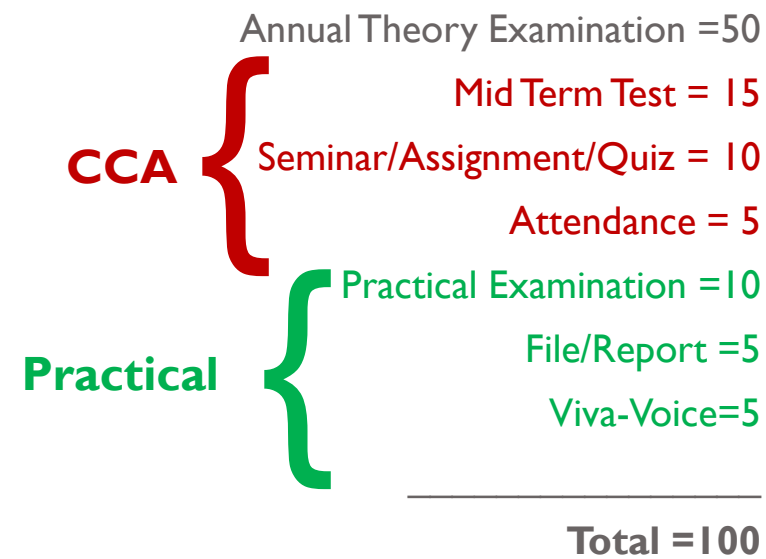 Annual Theory Examination =50
Mid Term Test = 15
CCA
Seminar/Assignment/Quiz = 10
Attendance = 5
Practical Examination =10
File/Report =5
Practical
Viva-Voice=5
Total =100